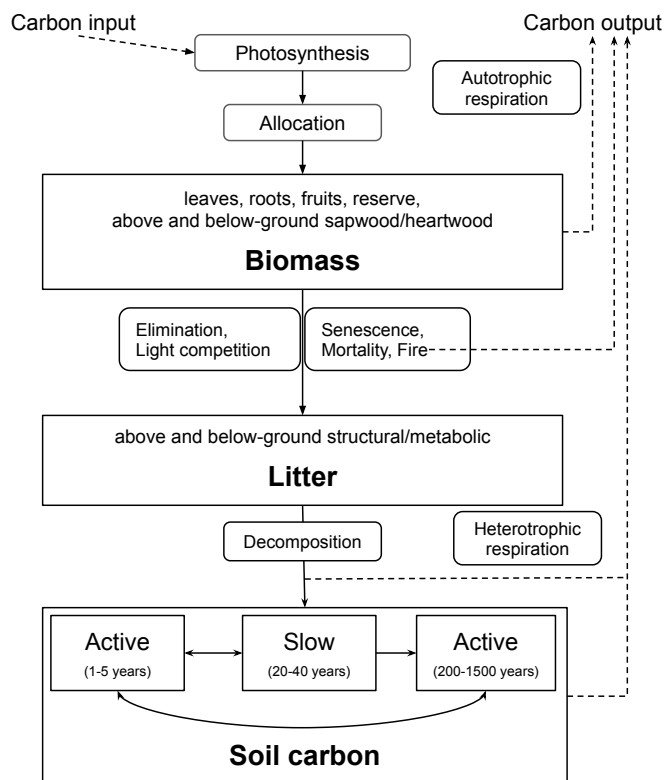 Carbon input
Carbon output
Photosynthesis
Autotrophic
respiration
Allocation
leaves, roots, fruits, reserve,
above and below-ground sapwood/heartwood
Biomass
Elimination,
Light competition
Senescence,
Mortality, Fire
above and below-ground structural/metabolic
Litter
Decomposition
Heterotrophic
respiration
Active
(1-5 years)
Slow
(20-40 years)
Active
(200-1500 years)
Soil carbon